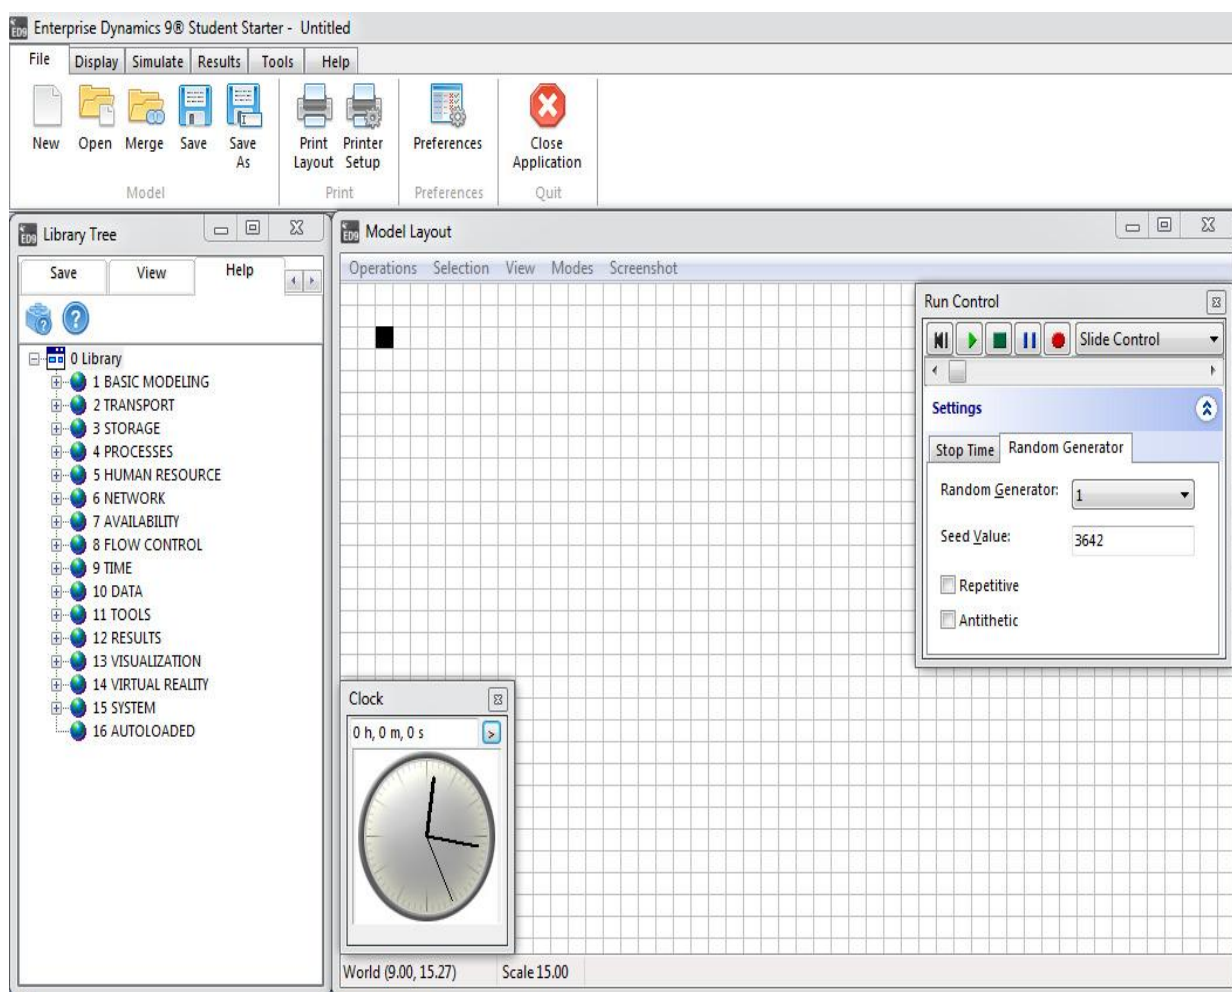 ED9 Enterprise Dynamics 9® Student Starter - Untitled
File Display Simulate Results Tools Help
New Open Merge Save Save As Print Layout Printer Setup Preferences Close Application
Model Print Preferences Quit
ED9 Library Tree
Save View Help
0 Library
1 BASIC MODELING
2 TRANSPORT
3 STORAGE
4 PROCESSES
5 HUMAN RESOURCE
6 NETWORK
7 AVAILABILITY
8 FLOW CONTROL
9 TIME
10 DATA
11 TOOLS
12 RESULTS
13 VISUALIZATION
14 VIRTUAL REALITY
15 SYSTEM
16 AUTOLOADED
ED9 Model Layout
Operations Selection View Modes Screenshot
Run Control
Slide Control
Settings
Stop Time Random Generator
Random Generator: 1
Seed Value: 3642
Repetitive
Antithetic
Clock
0 h, 0 m, 0 s >
World (9.00, 15.27) Scale 15.00